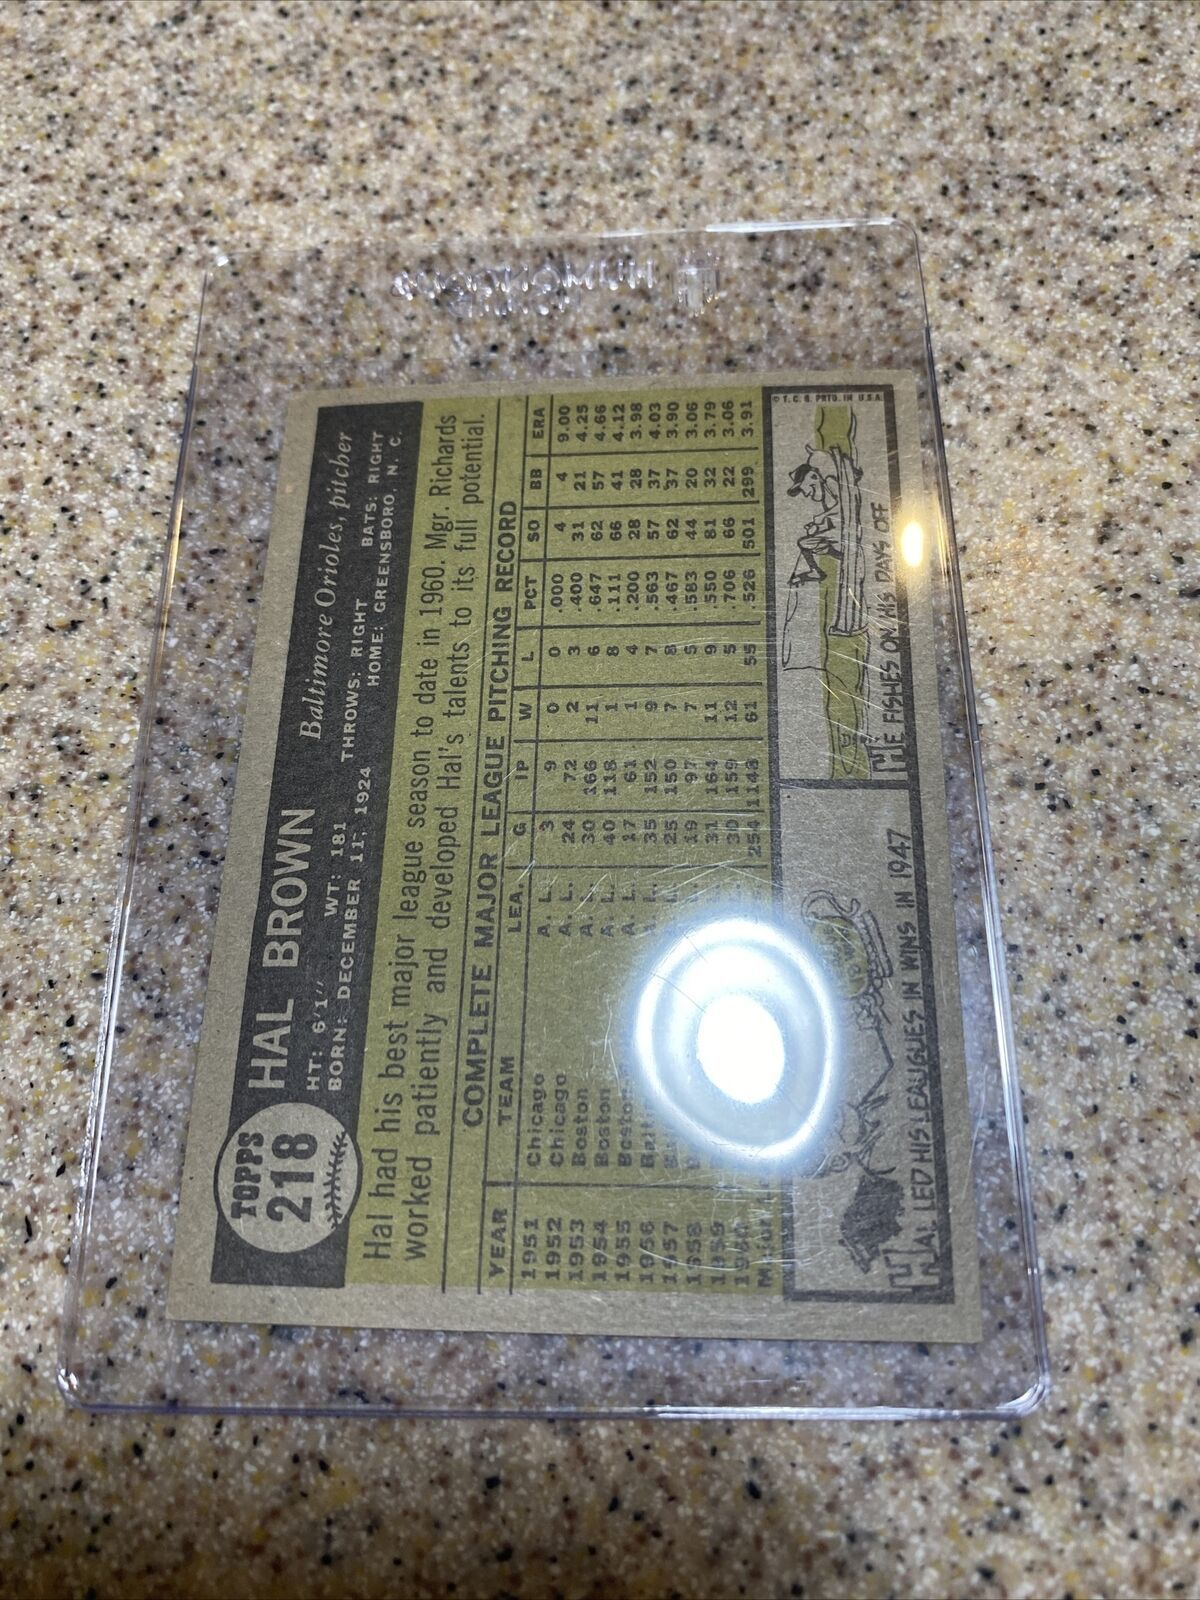 TOPPS
218
HAL BROWN
Baltimore Orioles, pitcher
HT: 6'1" WT: 181 THROWS: RIGHT BATS: RIGHT
BORN: DECEMBER 11, 1924 HOME: GREENSBORO, N. C.
Hal had his best major league season to date in 1960. Mgr. Richards
worked patiently and developed Hal's talents to its full potential.
COMPLETE MAJOR LEAGUE PITCHING RECORD
YEAR TEAM LEA. G IP W L PCT SO BB ERA
1951 Chicago A. L. 3 9 0 0 .000 4 4 9.00
1952 Chicago A. L. 24 72 2 3 .400 31 21 4.25
1953 Boston A. L. 30 166 11 6 .647 62 57 4.66
1954 Boston A. L. 40 118 1 8 .111 66 41 4.12
1955 Boston A. L. 17 61 1 4 .200 28 28 3.98
1956 A. L. 35 152 9 7 .563 57 37 4.03
1957 25 150 7 8 .467 62 37 3.90
1958 19 97 7 5 .583 44 20 3.06
1959 31 164 11 9 .550 81 32 3.79
1960 30 159 12 5 .706 66 22 3.06
Major 254 1148 61 55 .526 501 299 3.91
HAL LED HIS LEAUGUES IN WINS IN 1947
HE FISHES ON HIS DAYS OFF
© T. C. G. PRTD. IN U.S.A.